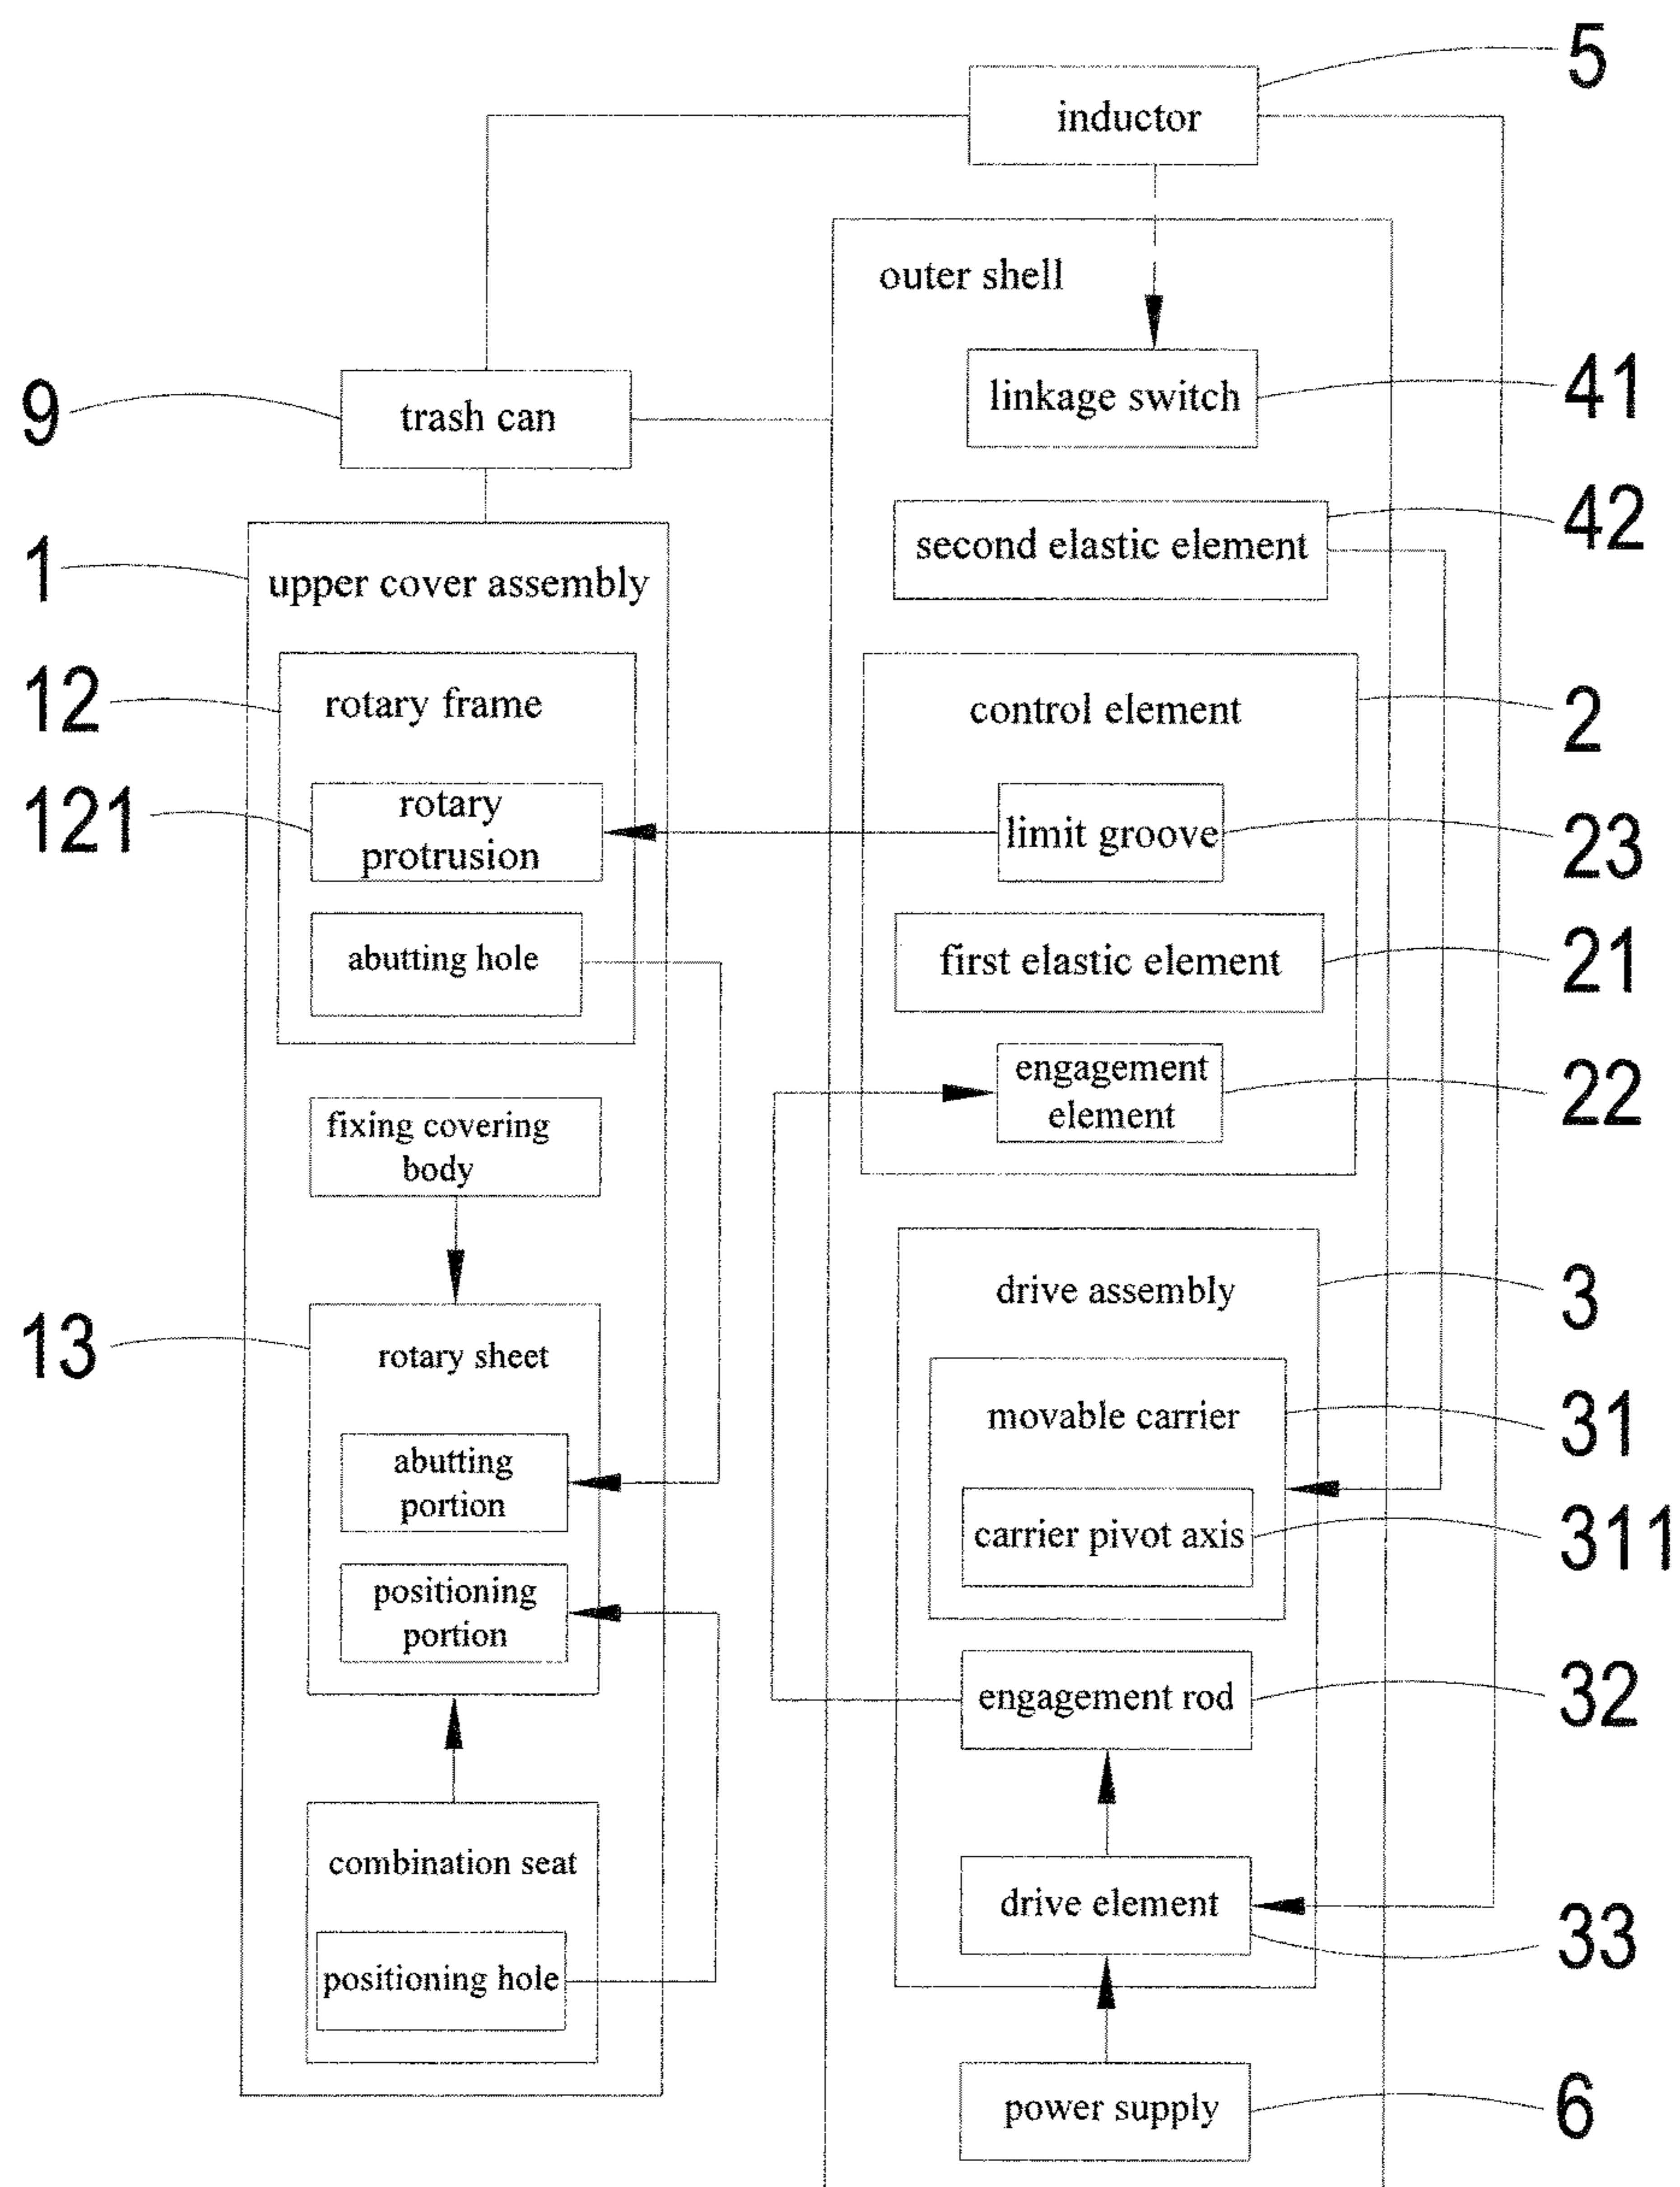 5
inductor
outer shell
linkage switch
41
9
trash can
second elastic element
42
1
upper cover assembly
12
rotary frame
control element
2
121
rotary
protrusion
limit groove
23
abutting hole
first elastic element
21
engagement
element
22
fixing covering
body
drive assembly
3
13
rotary sheet
movable carrier
31
abutting
portion
carrier pivot axis
311
positioning
portion
engagement rod
32
combination seat
drive element
33
positioning hole
power supply
6